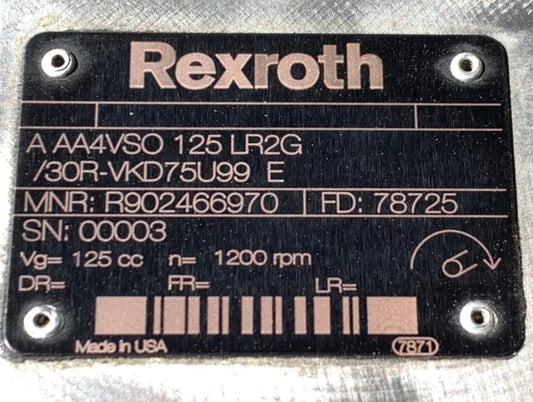 Rexroth
A AA4VSO 125 LR2G
/30R-VKD75U99 E
MNR: R902466970 FD: 78725
SN: 00003
Vg= 125 cc n= 1200 rpm
DR= FR= LR=
Made in USA 7871